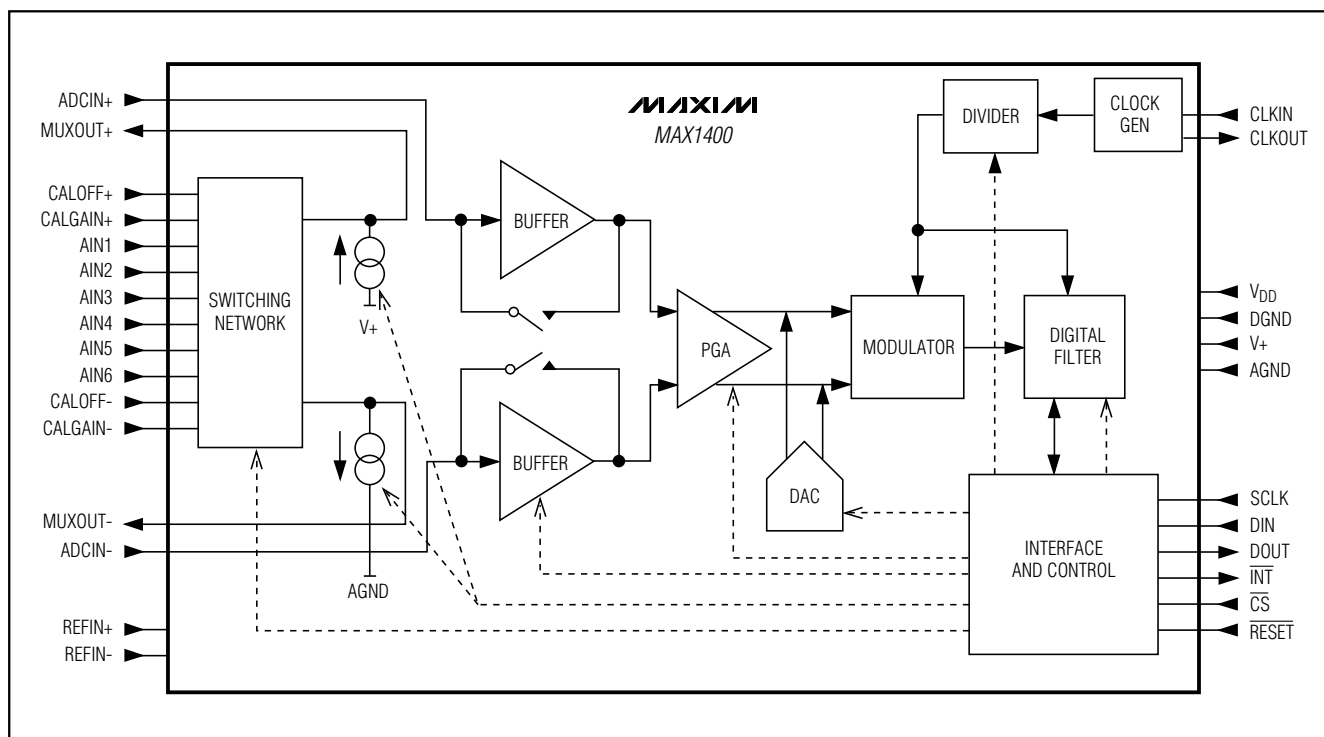 MAXIM
MAX1400
ADCIN+
MUXOUT+
CALOFF+
CALGAIN+
AIN1
AIN2
AIN3
AIN4
AIN5
AIN6
CALOFF-
CALGAIN-
MUXOUT-
ADCIN-
REFIN+
REFIN-
SWITCHING
NETWORK
V+
AGND
BUFFER
BUFFER
PGA
DAC
MODULATOR
DIVIDER
CLOCK
GEN
DIGITAL
FILTER
INTERFACE
AND CONTROL
CLKIN
CLKOUT
VDD
DGND
V+
AGND
SCLK
DIN
DOUT
INT
CS
RESET